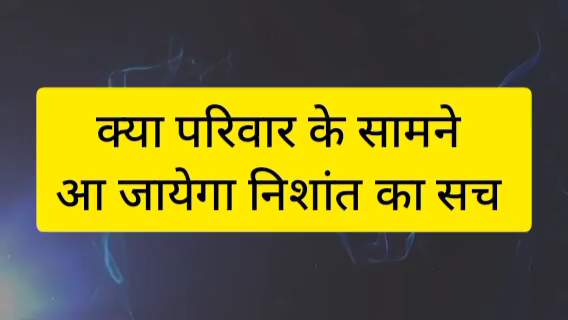 क्या परिवार के सामने
आ जायेगा निशांत का सच